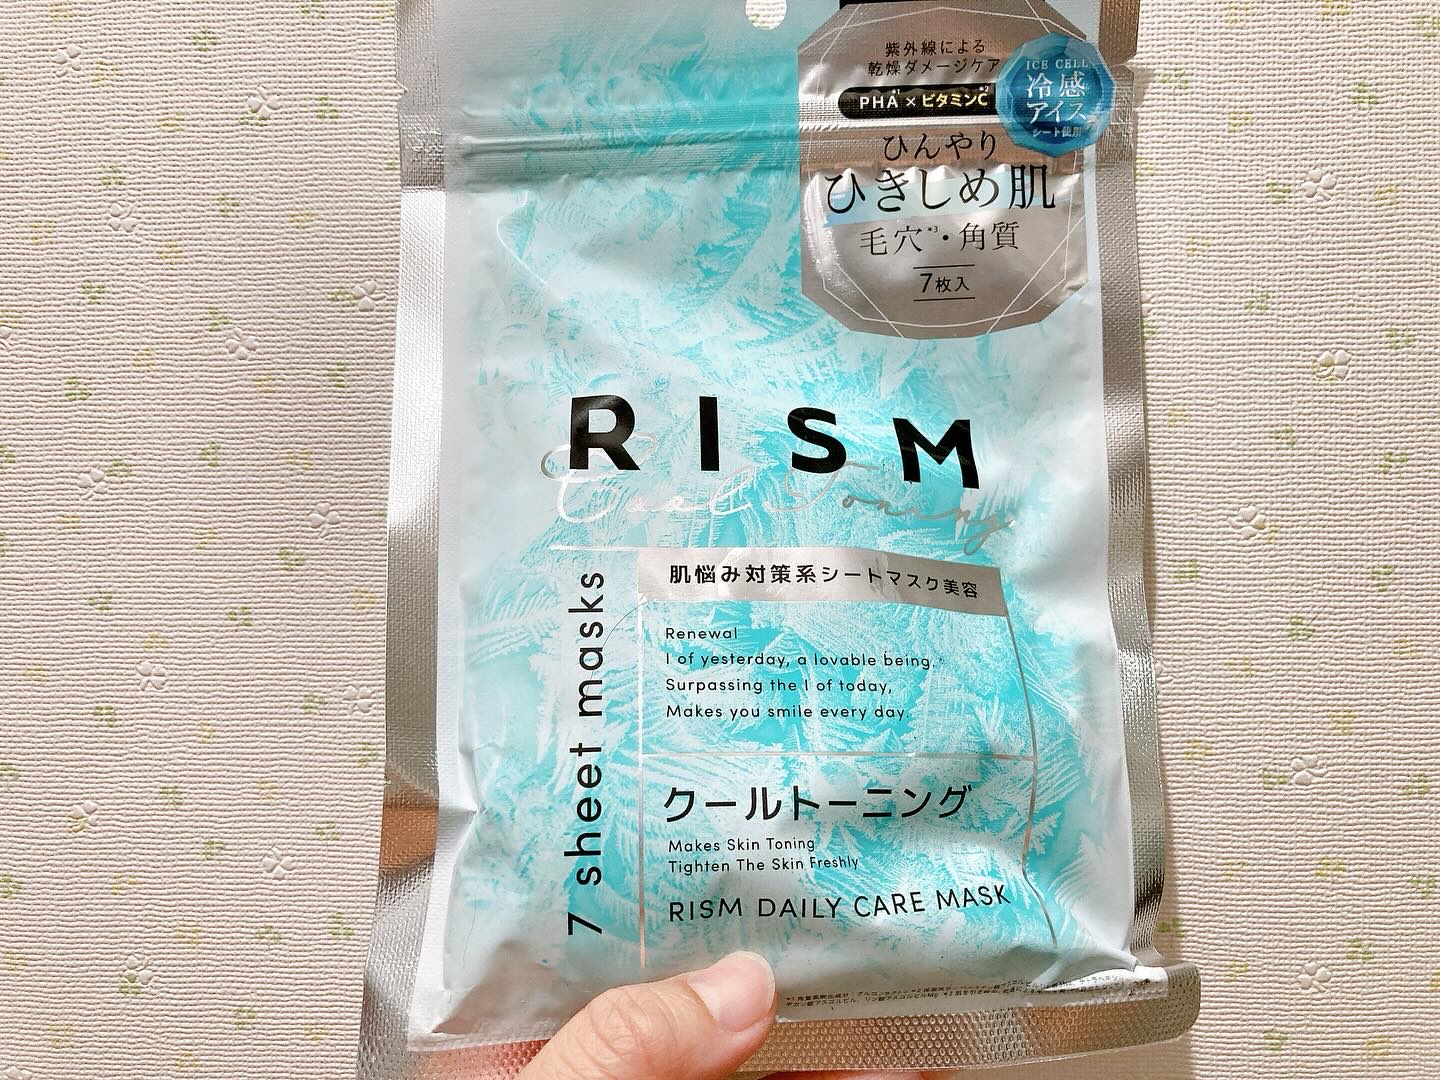 紫外線による
乾燥ダメージケア
PHA*1 × ビタミンC*2
ICE CELL
冷感
アイス
シート使用
ひんやり
ひきしめ肌
毛穴*3・角質
7枚入
RISM
Cool Toning
7 sheet masks
肌悩み対策系シートマスク美容
Renewal
I of yesterday, a lovable being.
Surpassing the I of today,
Makes you smile every day.
クールトーニング
Makes Skin Toning
Tighten The Skin Freshly
RISM DAILY CARE MASK